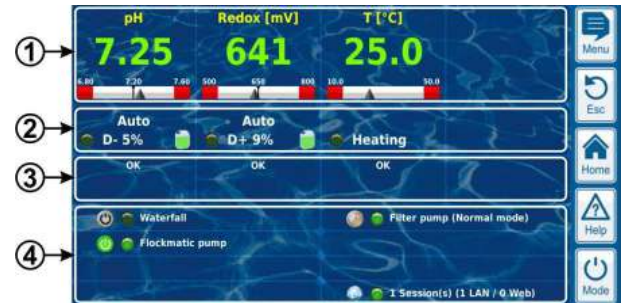 pH Redox [mV] T [°C]
① 7.25 641 25.0 Menu
6.80 7.20 7.60 500 650 800 10.0 50.0
Esc
Auto Auto
② D- 5% D+ 9% Heating
③ OK OK OK Home
Waterfall Filter pump (Normal mode) Help
④ Flockmatic pump
1 Session(s) (1 LAN / 0 Web) Mode